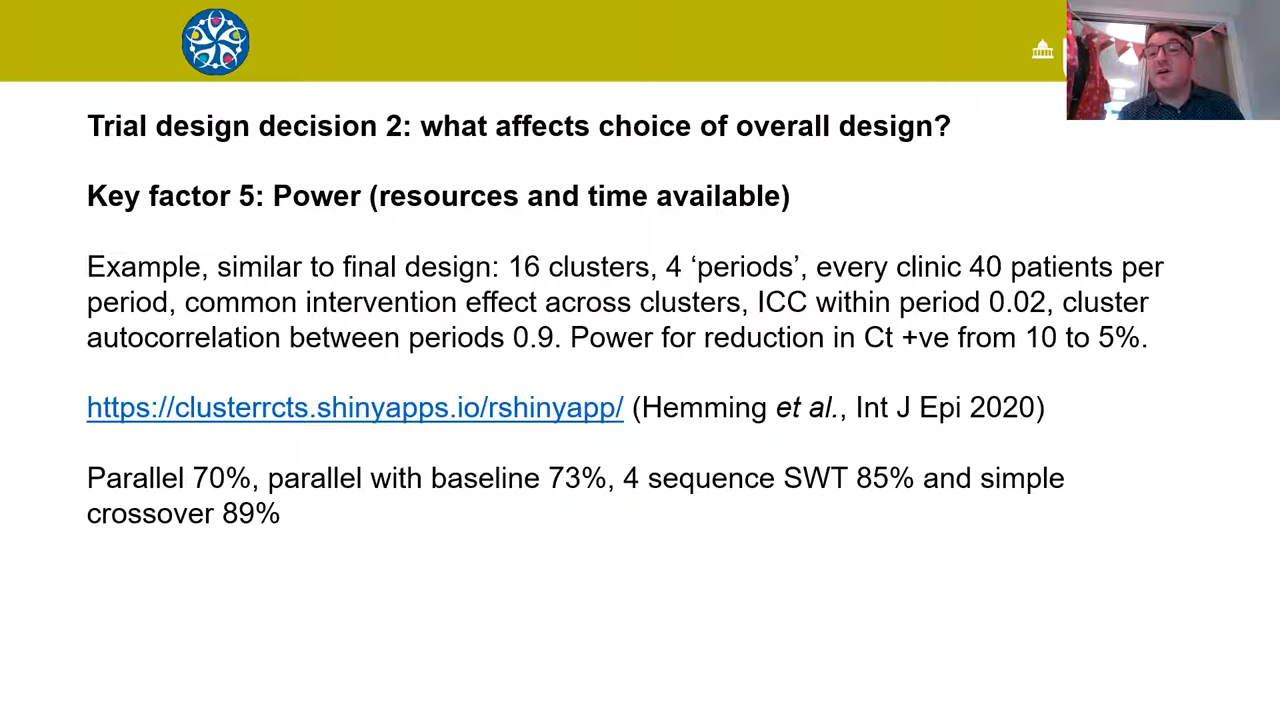 Trial design decision 2: what affects choice of overall design?
Key factor 5: Power (resources and time available)
Example, similar to final design: 16 clusters, 4 ‘periods’, every clinic 40 patients per
period, common intervention effect across clusters, ICC within period 0.02, cluster
autocorrelation between periods 0.9. Power for reduction in Ct +ve from 10 to 5%.
https://clusterrcts.shinyapps.io/rshinyapp/ (Hemming et al., Int J Epi 2020)
Parallel 70%, parallel with baseline 73%, 4 sequence SWT 85% and simple
crossover 89%